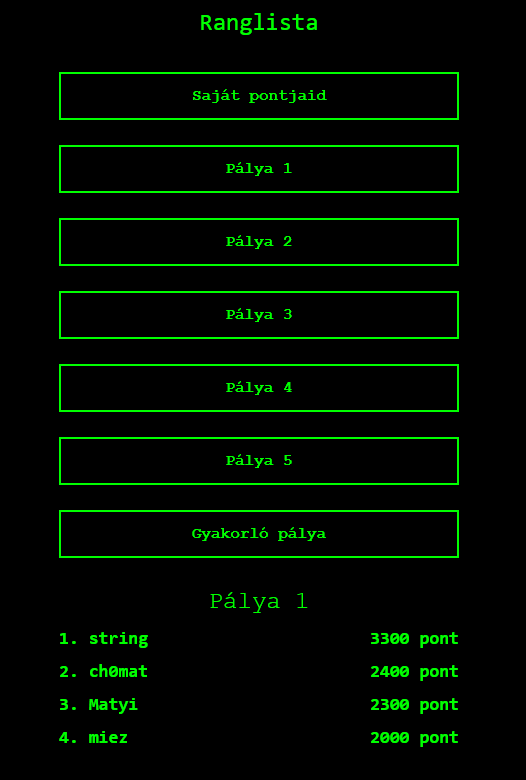 Ranglista
Saját pontjaid
Pálya 1
Pálya 2
Pálya 3
Pálya 4
Pálya 5
Gyakorló pálya
Pálya 1
1. string 3300 pont
2. ch0mat 2400 pont
3. Matyi 2300 pont
4. miez 2000 pont